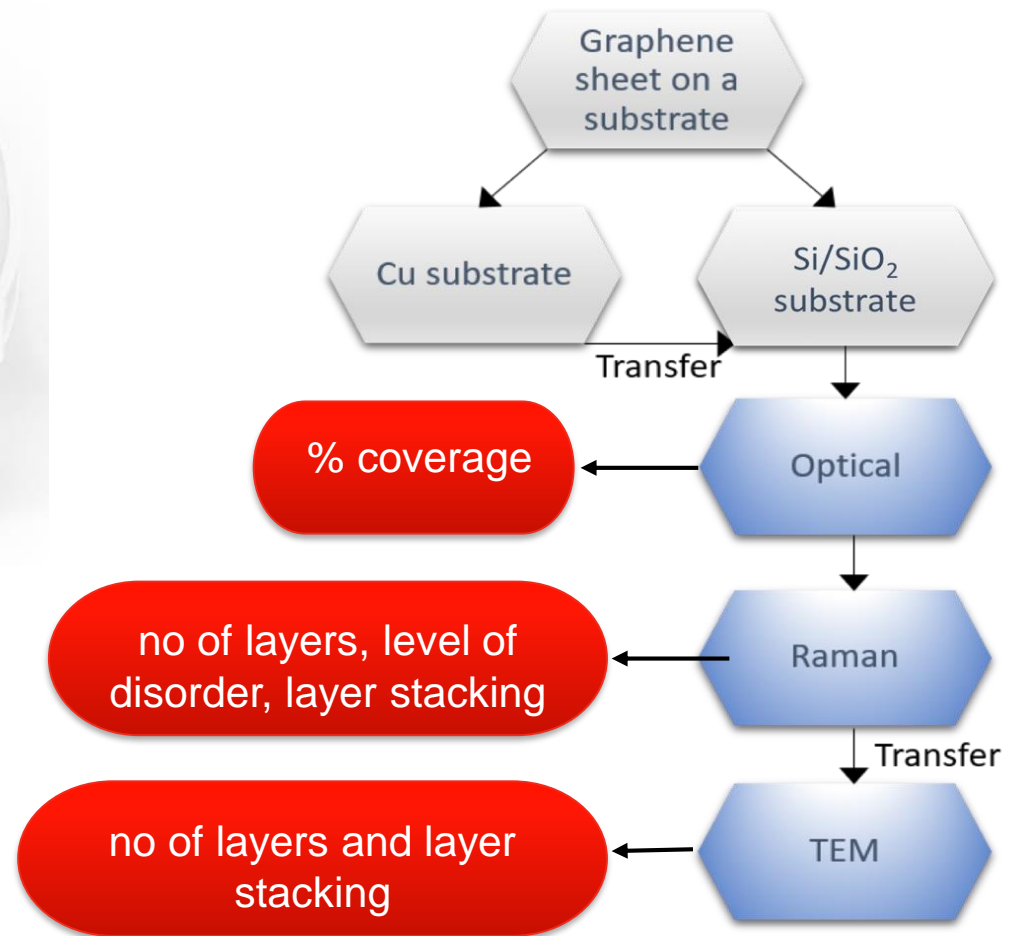 Graphene
sheet on a
substrate
Cu substrate
Si/SiO₂
substrate
Transfer
% coverage
Optical
no of layers, level of
disorder, layer stacking
Raman
Transfer
no of layers and layer
stacking
TEM